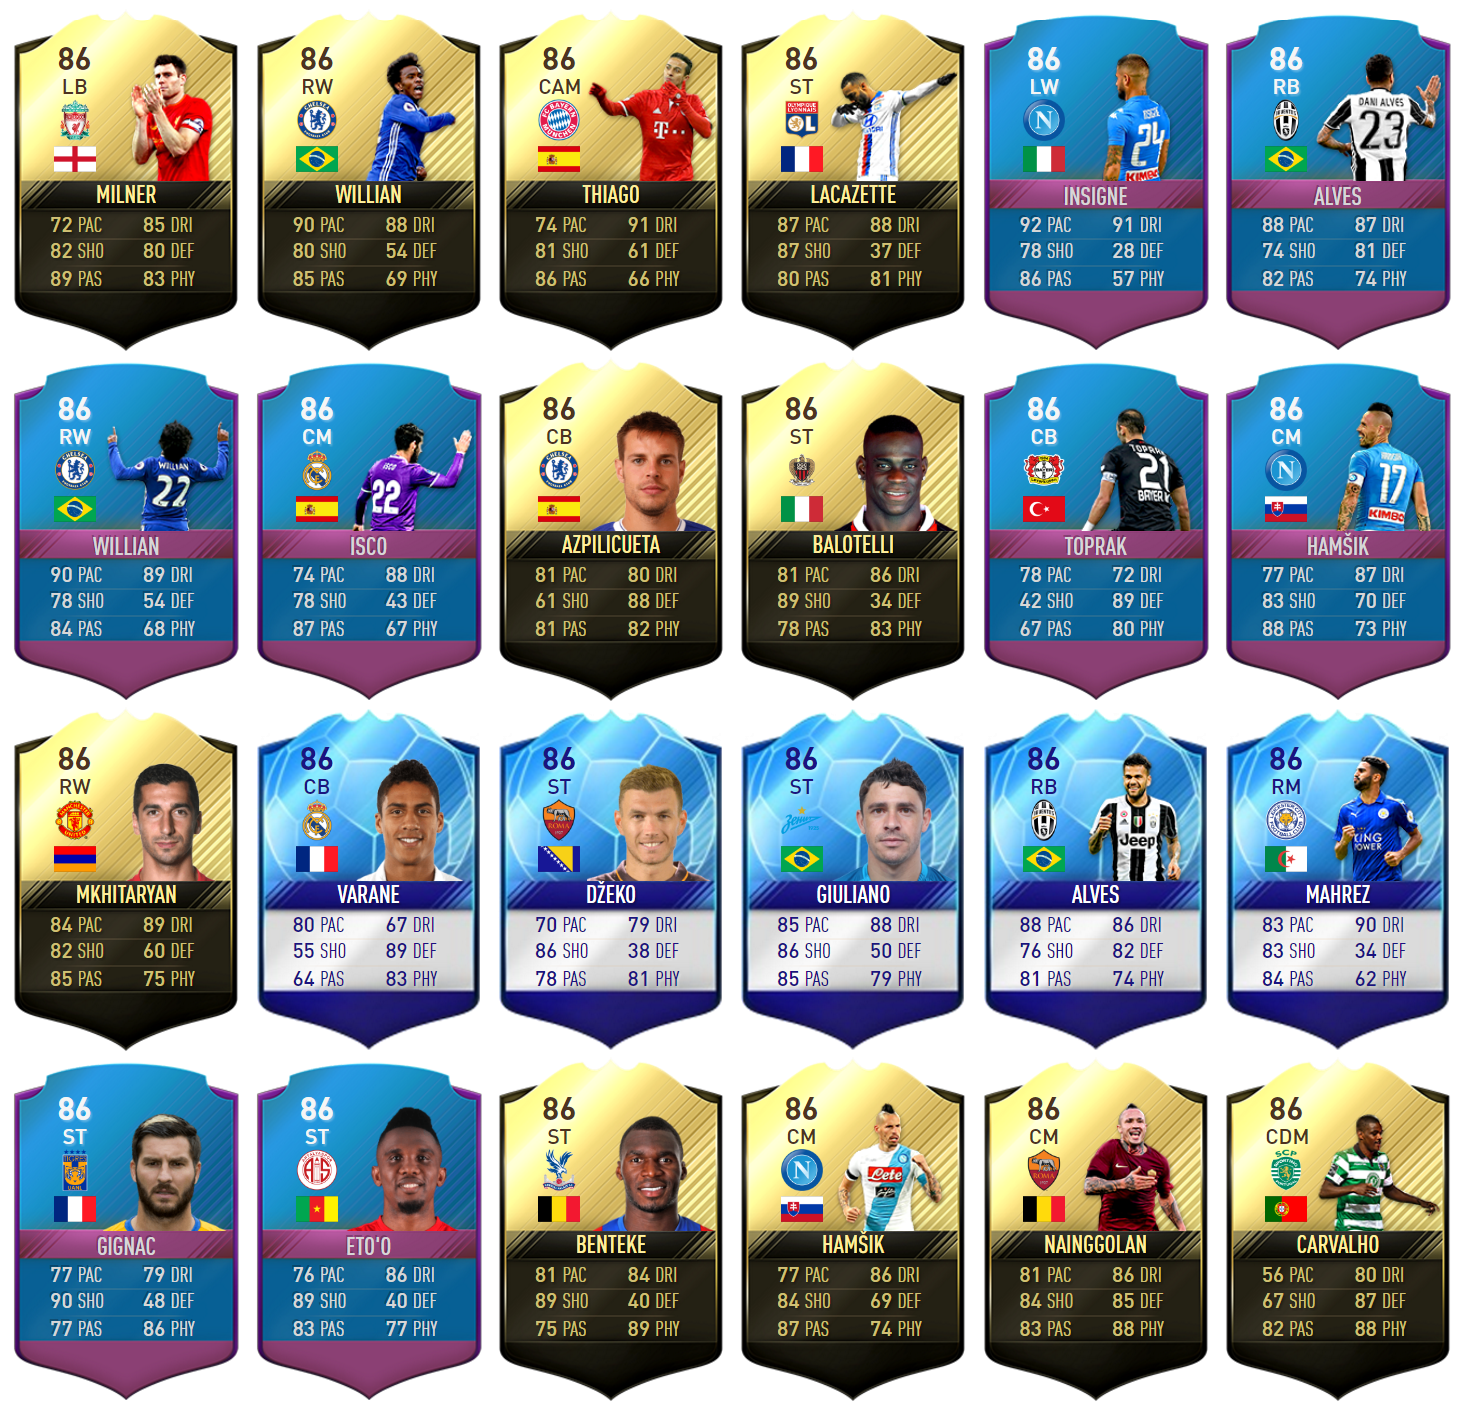 86
LB
MILNER
72 PAC 85 DRI
82 SHO 80 DEF
89 PAS 83 PHY
86
RW
CHELSEA
WILLIAN
90 PAC 88 DRI
80 SHO 54 DEF
85 PAS 69 PHY
86
CAM
FC BAYERN
MÜNCHEN
T
THIAGO
74 PAC 91 DRI
81 SHO 61 DEF
86 PAS 66 PHY
86
ST
OLYMPIQUE
LYONNAIS
OL
LACAZETTE
87 PAC 88 DRI
87 SHO 37 DEF
80 PAS 81 PHY
86
LW
N
INSIGNE
24
KIMBO
INSIGNE
92 PAC 91 DRI
78 SHO 28 DEF
86 PAS 57 PHY
86
RB
DANI ALVES
23
ALVES
88 PAC 87 DRI
74 SHO 81 DEF
82 PAS 74 PHY
86
RW
CHELSEA
WILLIAN
22
WILLIAN
90 PAC 89 DRI
78 SHO 54 DEF
84 PAS 68 PHY
86
CM
ISCO
22
ISCO
74 PAC 88 DRI
78 SHO 43 DEF
87 PAS 67 PHY
86
CB
CHELSEA
AZPILICUETA
81 PAC 80 DRI
61 SHO 88 DEF
81 PAS 82 PHY
86
ST
BALOTELLI
81 PAC 86 DRI
89 SHO 34 DEF
78 PAS 83 PHY
86
CB
TOPRAK
21
TOPRAK
78 PAC 72 DRI
42 SHO 89 DEF
67 PAS 80 PHY
86
CM
N
17
KIMBO
HAMŠIK
77 PAC 87 DRI
83 SHO 70 DEF
88 PAS 73 PHY
86
RW
MKHITARYAN
84 PAC 89 DRI
82 SHO 60 DEF
85 PAS 75 PHY
86
CB
VARANE
80 PAC 67 DRI
55 SHO 89 DEF
64 PAS 83 PHY
86
ST
ROMA
DŽEKO
70 PAC 79 DRI
86 SHO 38 DEF
78 PAS 81 PHY
86
ST
GIULIANO
85 PAC 88 DRI
86 SHO 50 DEF
85 PAS 79 PHY
86
RB
Jeep
ALVES
88 PAC 86 DRI
76 SHO 82 DEF
81 PAS 74 PHY
86
RM
KING
POWER
MAHREZ
83 PAC 90 DRI
83 SHO 34 DEF
84 PAS 62 PHY
86
ST
GIGNAC
77 PAC 79 DRI
90 SHO 48 DEF
77 PAS 86 PHY
86
ST
ETO'O
76 PAC 86 DRI
89 SHO 40 DEF
83 PAS 77 PHY
86
ST
BENTEKE
81 PAC 84 DRI
89 SHO 40 DEF
75 PAS 89 PHY
86
CM
N
Lete
HAMŠIK
77 PAC 86 DRI
84 SHO 69 DEF
87 PAS 74 PHY
86
CM
ROMA
NAINGGOLAN
81 PAC 86 DRI
84 SHO 85 DEF
83 PAS 88 PHY
86
CDM
SCP
CARVALHO
56 PAC 80 DRI
67 SHO 87 DEF
82 PAS 88 PHY